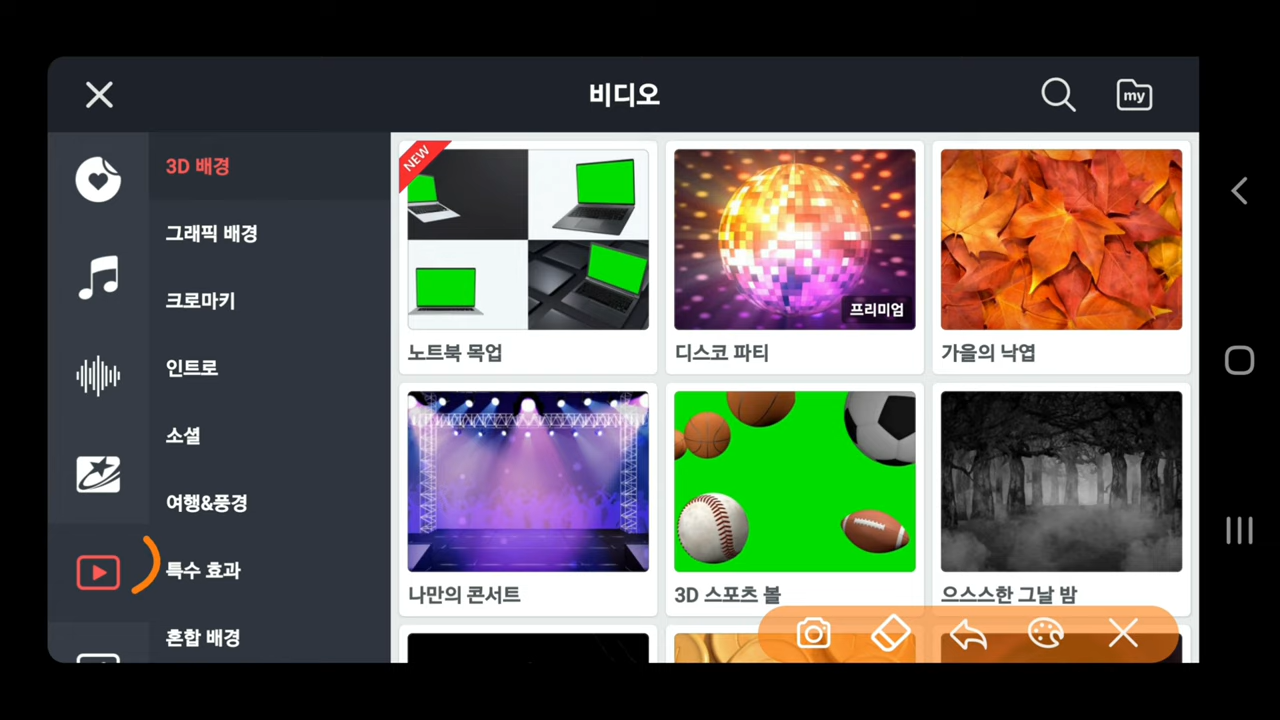 비디오
my
3D 배경
그래픽 배경
크로마키
인트로
소셜
여행&풍경
특수 효과
혼합 배경
NEW
노트북 목업
프리미엄
디스코 파티
가을의 낙엽
나만의 콘서트
3D 스포츠 볼
으스스한 그날 밤